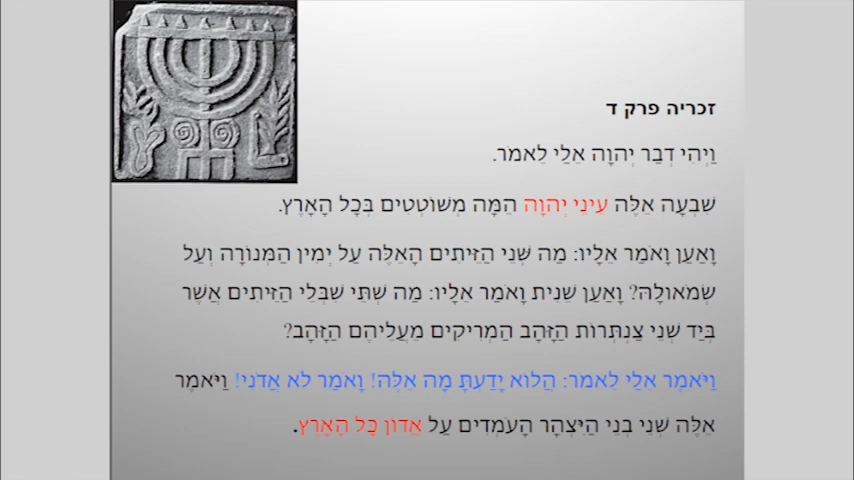 זכריה פרק ד
וַיְהִי דְבַר יְהוָה אֵלַי לֵאמֹר.
שִׁבְעָה אֵלֶּה עֵינֵי יְהוָה הֵמָּה מְשׁוֹטְטִים בְּכָל הָאָרֶץ.
וָאַעַן וָאֹמַר אֵלָיו: מַה שְּׁנֵי הַזֵּיתִים הָאֵלֶּה עַל יְמִין הַמְּנוֹרָה וְעַל
שְׂמֹאולָהּ? וָאַעַן שֵׁנִית וָאֹמַר אֵלָיו: מַה שְׁתֵּי שִׁבְּלֵי הַזֵּיתִים אֲשֶׁר
בְּיַד שְׁנֵי צַנְתְּרוֹת הַזָּהָב הַמְרִיקִים מֵעֲלֵיהֶם הַזָּהָב?
וַיֹּאמֶר אֵלַי לֵאמֹר: הֲלוֹא יָדַעְתָּ מָה אֵלֶּה! וָאֹמַר לֹא אֲדֹנִי! וַיֹּאמֶר
אֵלֶּה שְׁנֵי בְנֵי הַיִּצְהָר הָעֹמְדִים עַל אֲדוֹן כָּל הָאָרֶץ.